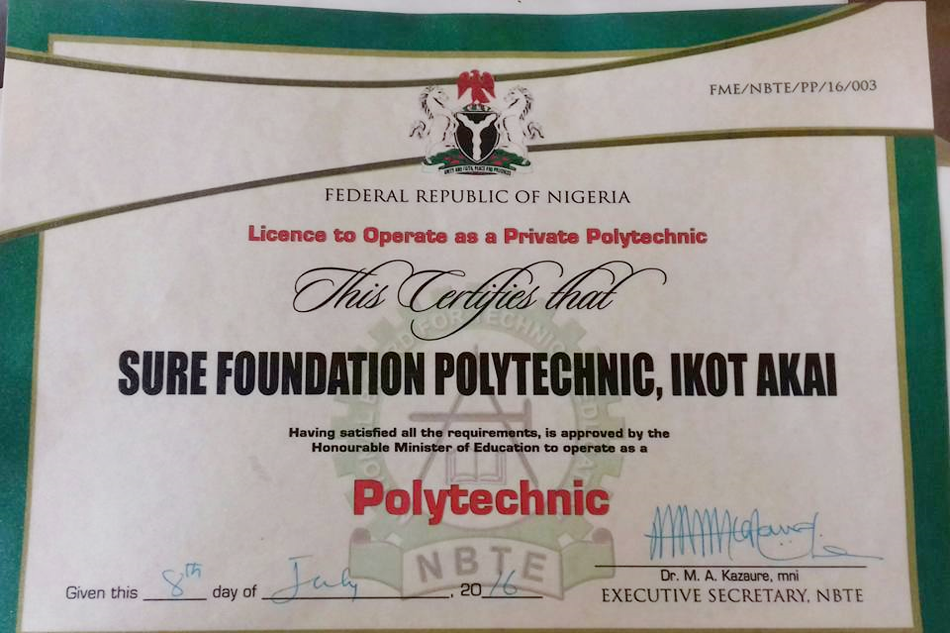 FME/NBTE/PP/16/003
UNITY AND FAITH, PEACE AND PROGRESS
FEDERAL REPUBLIC OF NIGERIA
Licence to Operate as a Private Polytechnic
This Certifies that
SURE FOUNDATION POLYTECHNIC, IKOT AKAI
Having satisfied all the requirements, is approved by the
Honourable Minister of Education to operate as a
Polytechnic
NBTE
Given this 8th day of July, 2016
Dr. M. A. Kazaure, mni
EXECUTIVE SECRETARY, NBTE